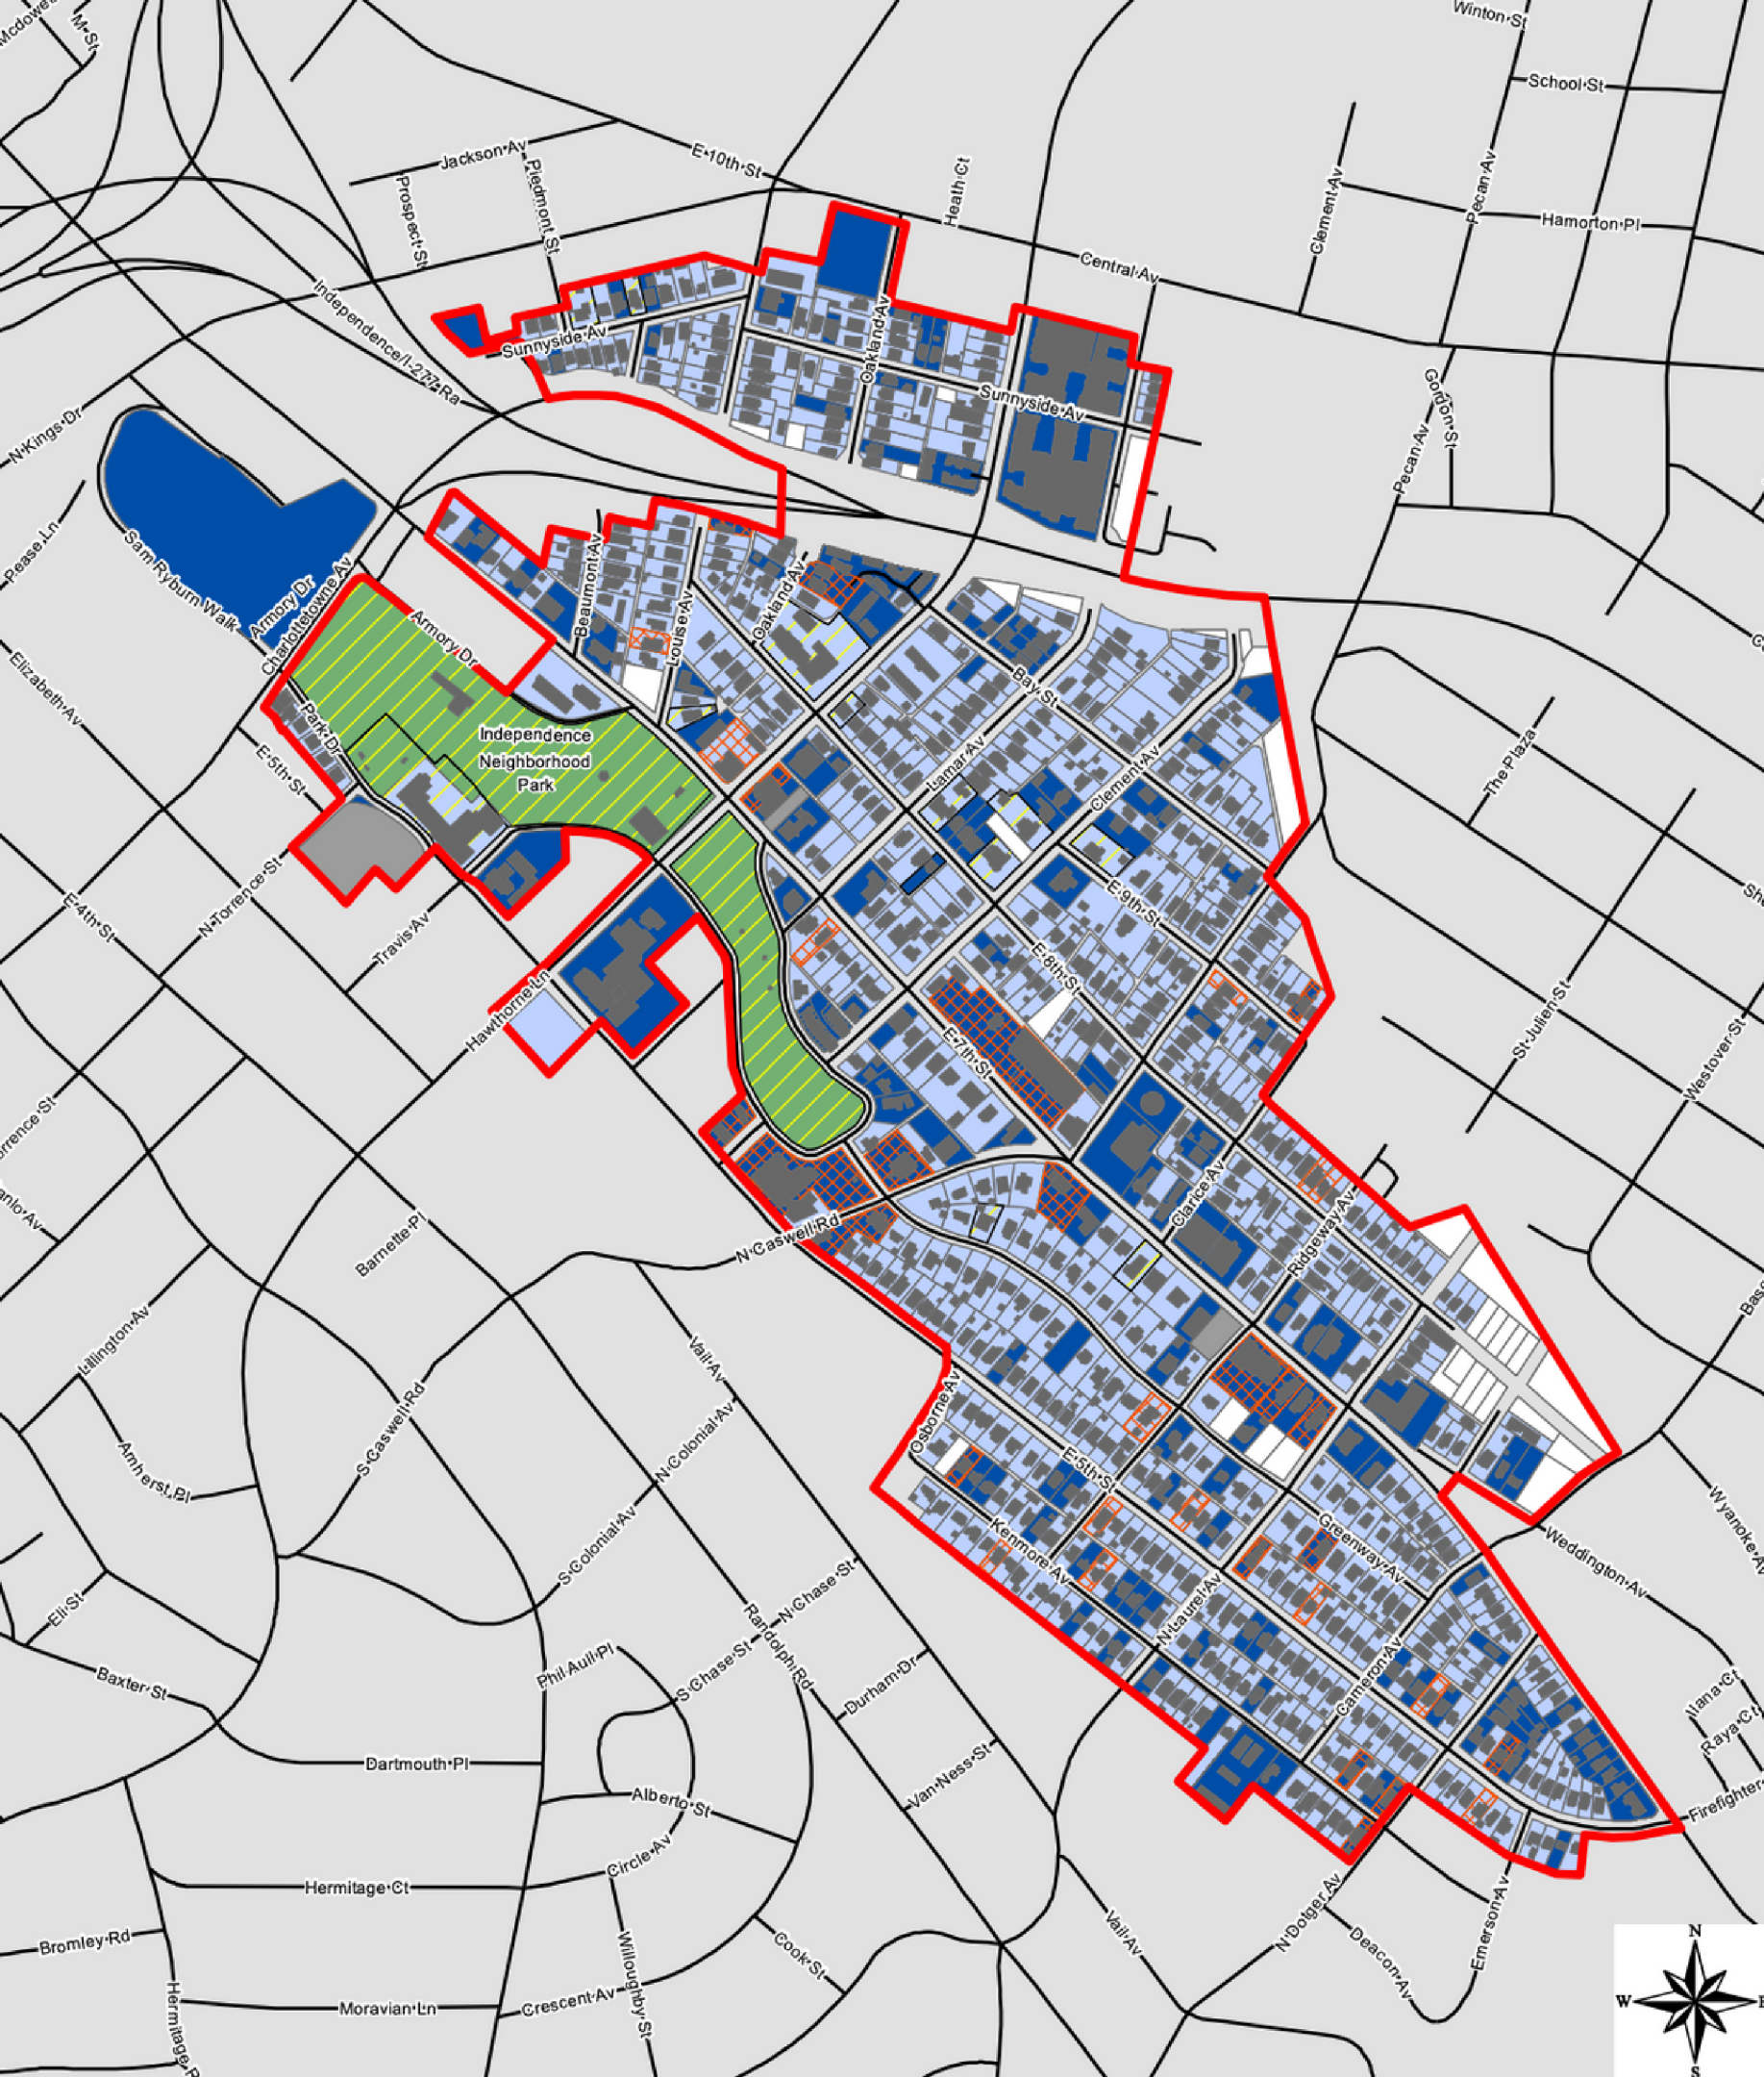 Winton St
M St
School St
Jackson Av
E 10th St
Piedmont St
Prospect St
Heath Ct
Clement Av
Pecan Av
Hamorton Pl
Central Av
Independence/I-277 Ra
Sunnyside Av
Oakland Av
Sunnyside Av
Gordon St
Pecan Av
N Kings Dr
Pease Ln
Sam Ryburn Walk
Armory Dr
Charlottetowne Av
Armory Dr
Beaumont Av
Louise Av
Oakland Av
Elizabeth Av
Park Dr
E 5th St
Independence
Neighborhood
Park
Bay St
Lamar Av
Clement Av
The Plaza
E 4th St
N Torrence St
Travis Av
Hawthorne Ln
E 9th St
E 8th St
E 7th St
St Julien St
Westover St
Barnette Pl
N Caswell Rd
Clarice Av
Ridgeway Av
Lillington Av
Vail Av
S Caswell Rd
Amherst Pl
N Colonial Av
Osborne Av
E 5th St
Kenmore Av
Greenway Av
Weddington Av
S Colonial Av
Eli St
N Chase St
Randolph Rd
S Chase St
N Laurel Av
Cameron Av
Phil Aull Pl
Baxter St
Durham Dr
Ilana Ct
Raya Ct
Dartmouth Pl
Van Ness St
Alberto St
Circle Av
Hermitage Ct
Bromley Rd
Willoughby St
Cook St
Vail Av
N Dotger Av
Deacon Av
Emerson Av
Moravian Ln
Crescent Av
N
W
S